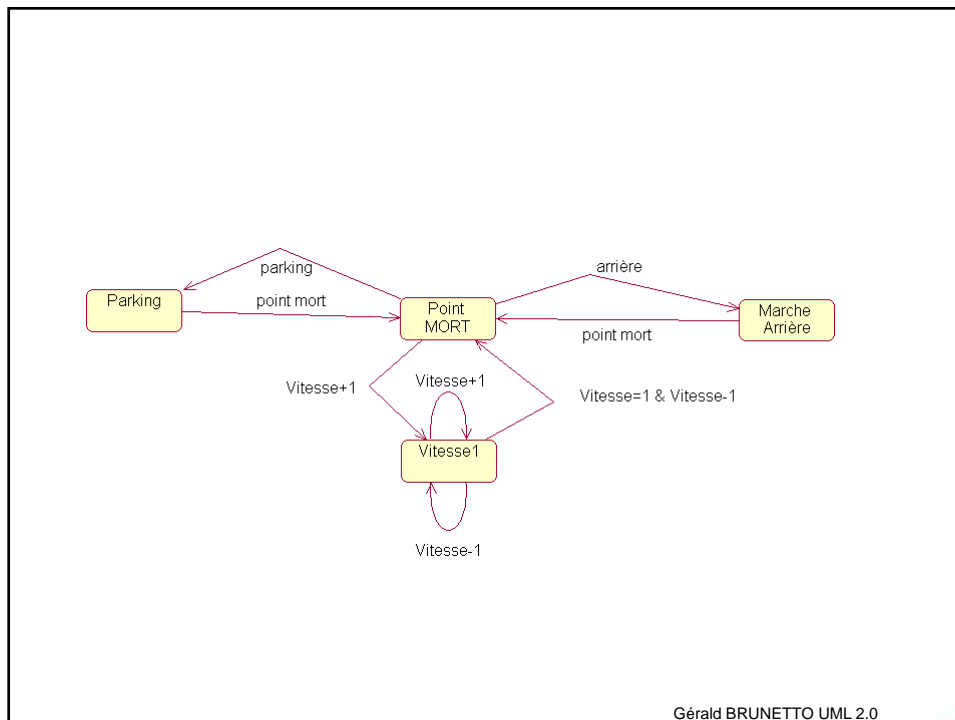 parking
arrière
Parking
point mort
Point
MORT
Marche
Arrière
point mort
Vitesse+1
Vitesse+1
Vitesse=1 & Vitesse-1
Vitesse1
Vitesse-1
Gérald BRUNETTO UML 2.0